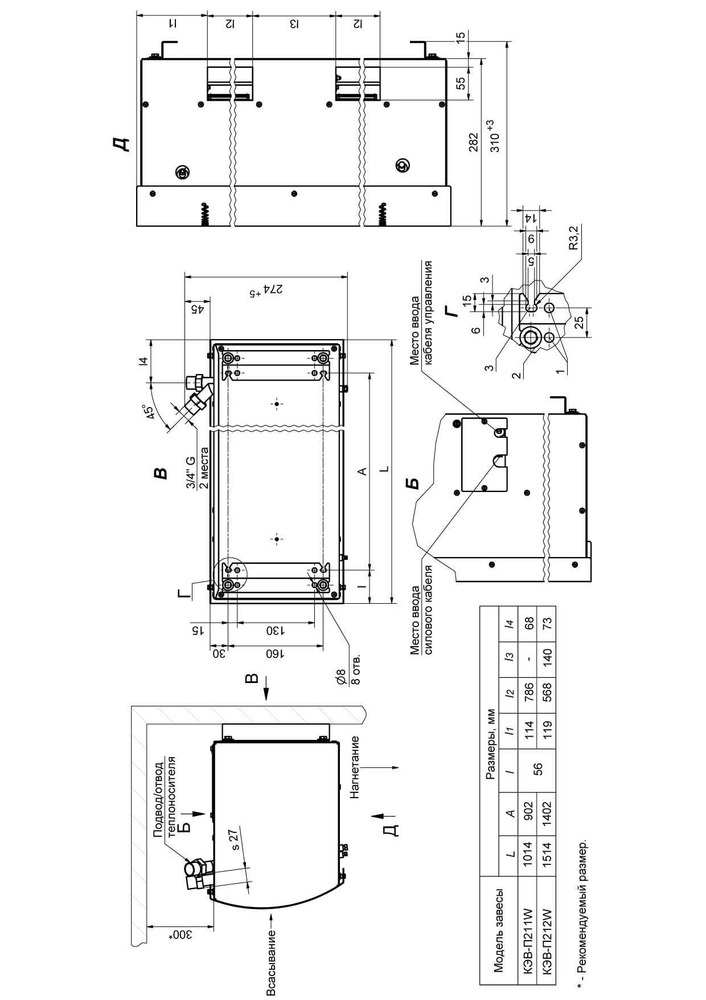 Подвод/отвод
теплоносителя
Б
300*
s 27
Всасывание
Нагнетание
Д
В
В
3/4" G
2 места
45°
l4
45
274 +5
Г
15
30
130
160
Ø8
8 отв.
l
A
L
Д
l1
l2
l3
l2
15
55
282
310 +3
Б
Место ввода
силового кабеля
Место ввода
кабеля управления
Г
3
15
6
5
9
14
R3,2
25
3
2
1
Модель завесы
Размеры, мм
L A l l1 l2 l3 l4
КЭВ-П211W 1014 902 56 114 786 - 68
КЭВ-П212W 1514 1402 119 568 140 73
* - Рекомендуемый размер.